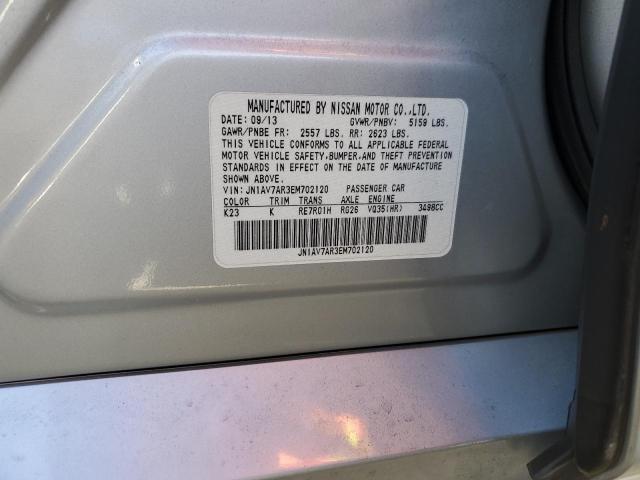 MANUFACTURED BY NISSAN MOTOR CO.,LTD.
DATE: 09/13 GVWR/PNBV: 5159 LBS.
GAWR/PNBE FR: 2557 LBS. RR: 2623 LBS.
THIS VEHICLE CONFORMS TO ALL APPLICABLE FEDERAL
MOTOR VEHICLE SAFETY,BUMPER,AND THEFT PREVENTION
STANDARDS IN EFFECT ON THE DATE OF MANUFACTURE
SHOWN ABOVE.
VIN: JN1AV7AR3EM702120 PASSENGER CAR
COLOR TRIM TRANS AXLE ENGINE
K23 K RE7R01H RG26 VQ35(HR) 3498CC
JN1AV7AR3EM702120